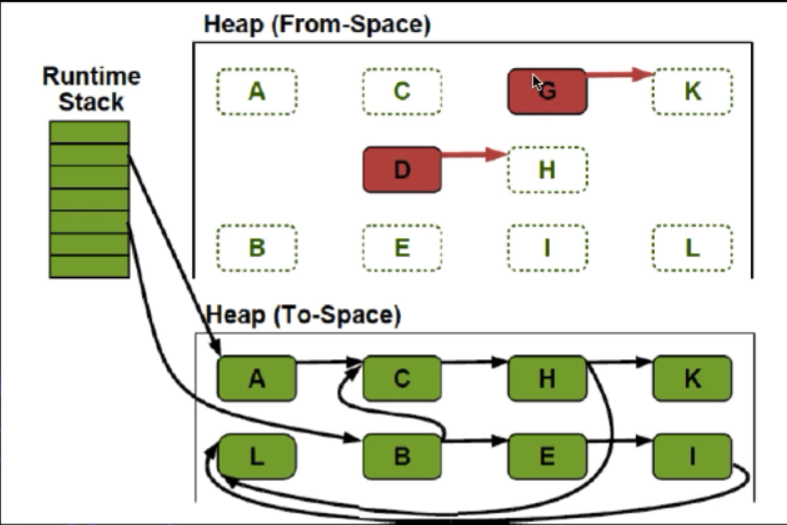 Heap (From-Space)
Runtime
Stack
A C G K
D H
B E I L
Heap (To-Space)
A C H K
L B E I